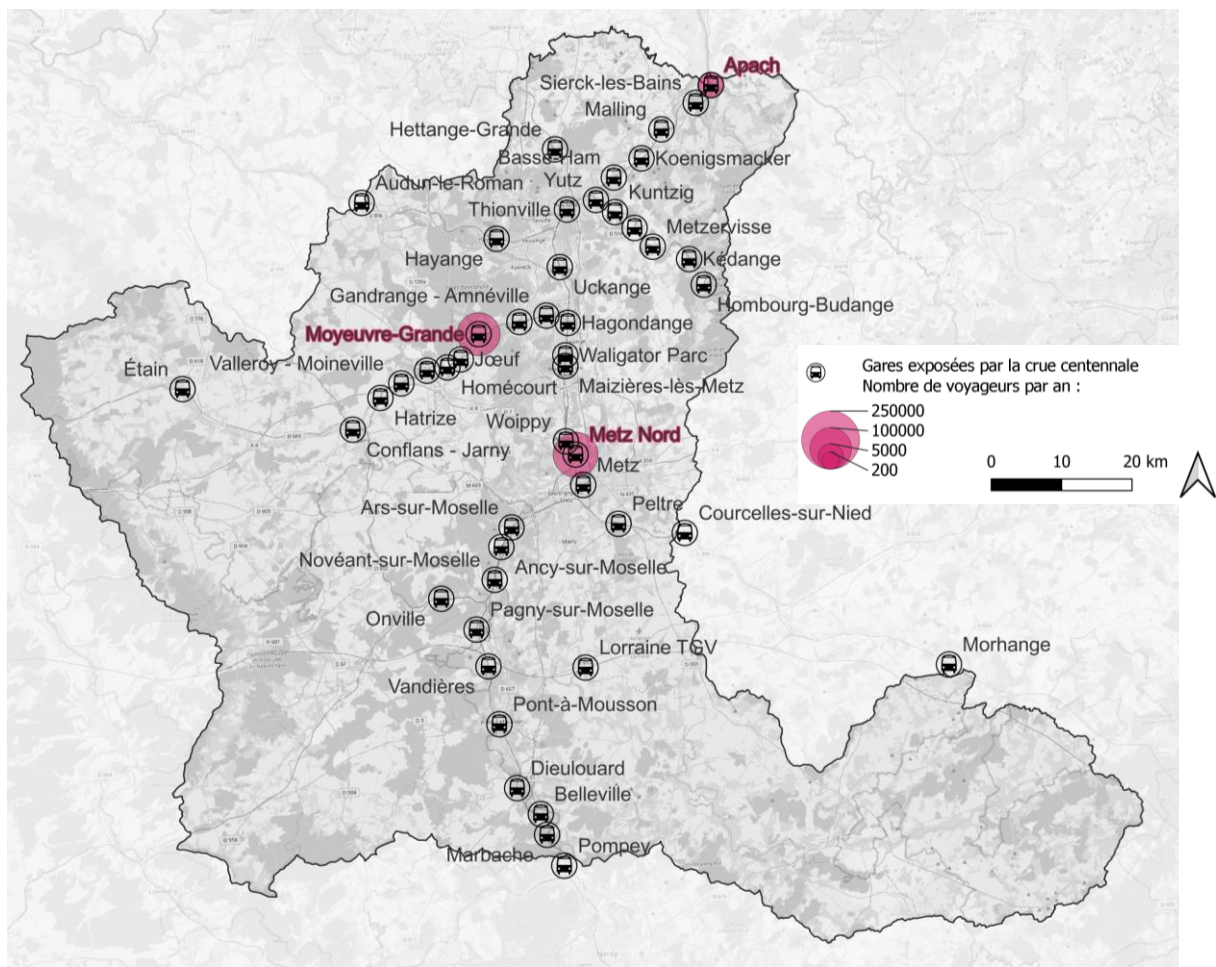 Apach
Sierck-les-Bains
Malling
Hettange-Grande
Basse-Ham
Koenigsmacker
Audun-le-Roman
Yutz
Kuntzig
Thionville
Metzervisse
Hayange
Kédange
Uckange
Hombourg-Budange
Gandrange - Amnéville
Hagondange
Moyeuvre-Grande
Jœuf
Waligator Parc
Étain
Valleroy - Moineville
Homécourt
Maizières-lès-Metz
Hatrize
Woippy
Metz Nord
Conflans - Jarny
Metz
Ars-sur-Moselle
Peltre
Courcelles-sur-Nied
Novéant-sur-Moselle
Ancy-sur-Moselle
Onville
Pagny-sur-Moselle
Lorraine TGV
Morhange
Vandières
Pont-à-Mousson
Dieulouard
Belleville
Marbache
Pompey
Gares exposées par la crue centennale
Nombre de voyageurs par an :
250000
100000
5000
200
0 10 20 km